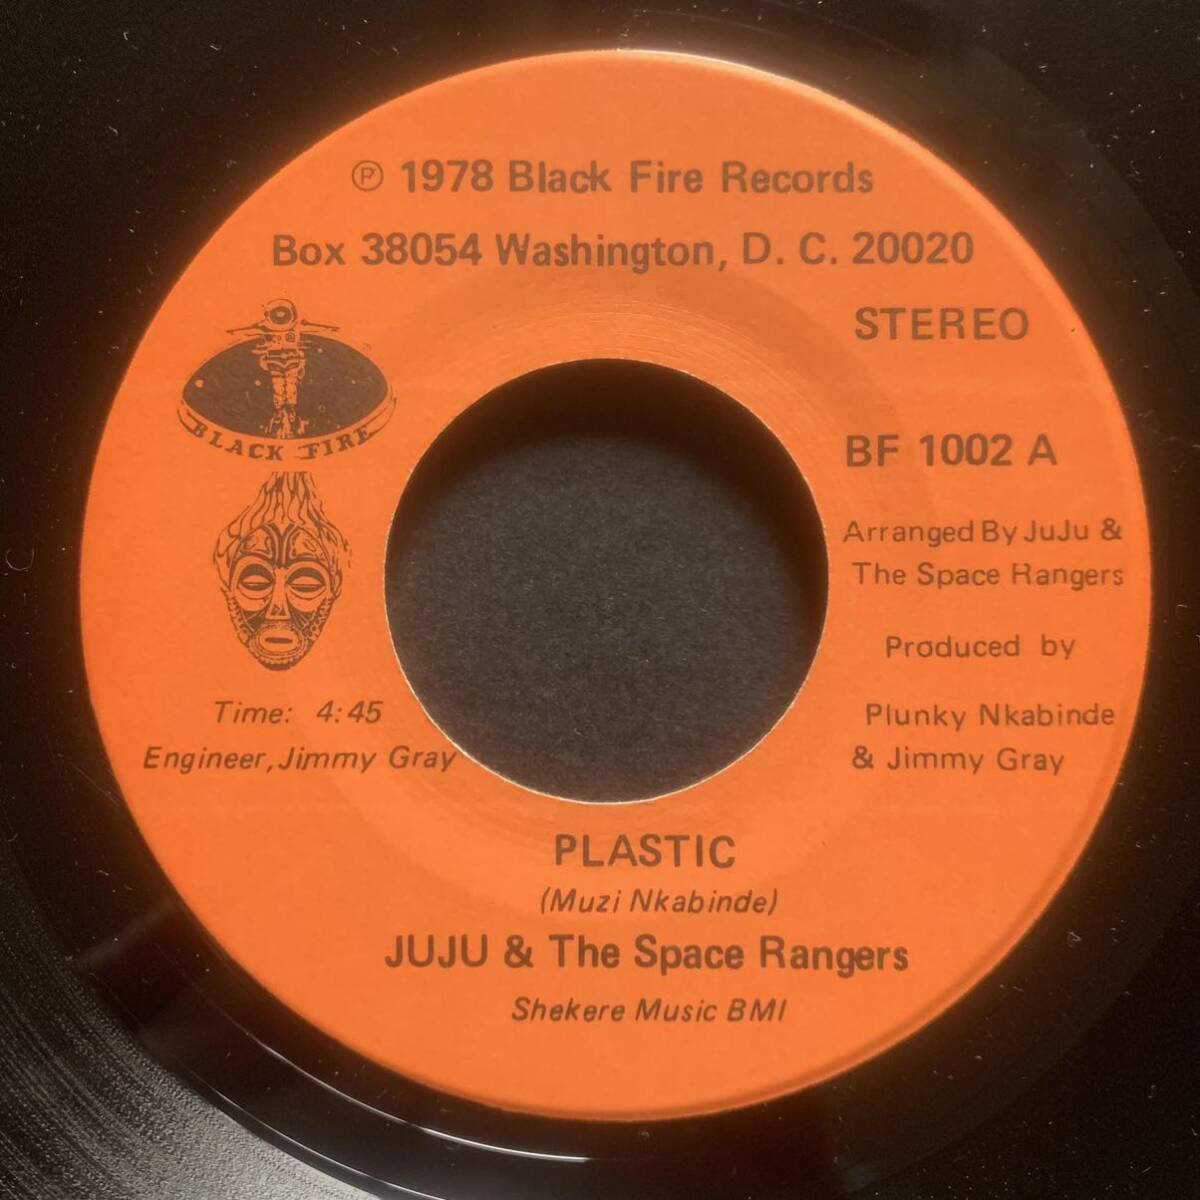 ℗ 1978 Black Fire Records
Box 38054 Washington, D. C. 20020
STEREO
BLACK FIRE
BF 1002 A
Arranged By JuJu &
The Space Rangers
Produced by
Plunky Nkabinde
& Jimmy Gray
Time: 4:45
Engineer, Jimmy Gray
PLASTIC
(Muzi Nkabinde)
JUJU & The Space Rangers
Shekere Music BMI